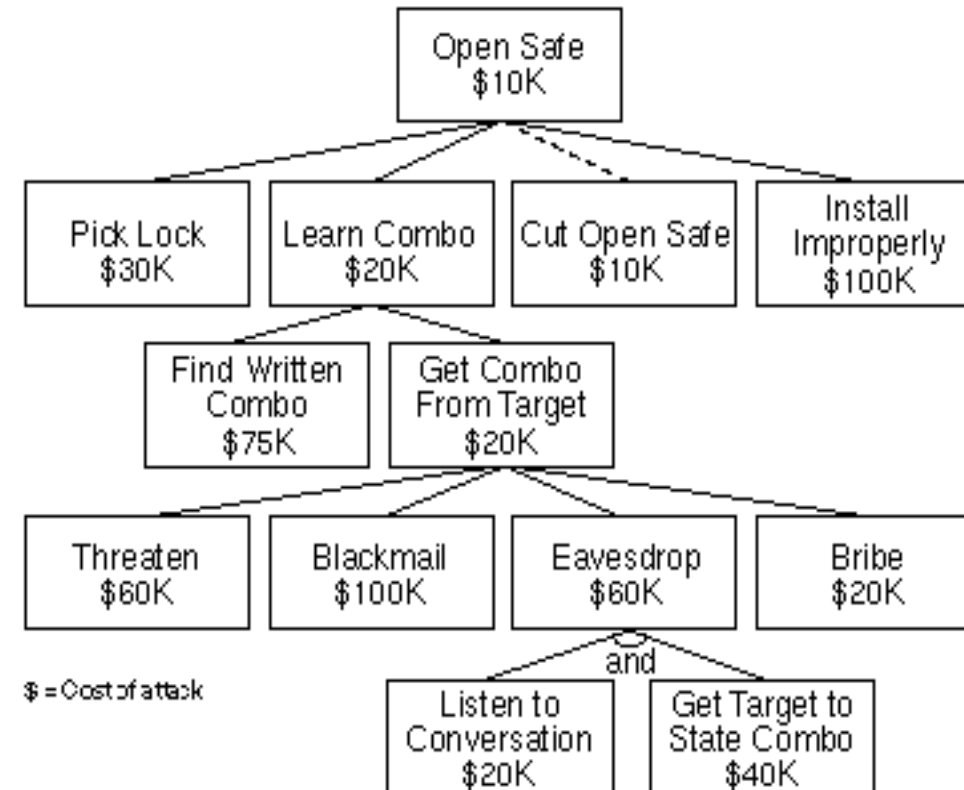 Open Safe
$10K
Pick Lock
$30K
Learn Combo
$20K
Cut Open Safe
$10K
Install
Improperly
$100K
Find Written
Combo
$75K
Get Combo
From Target
$20K
Threaten
$60K
Blackmail
$100K
Eavesdrop
$60K
Bribe
$20K
and
$ = Cost of attack
Listen to
Conversation
$20K
Get Target to
State Combo
$40K